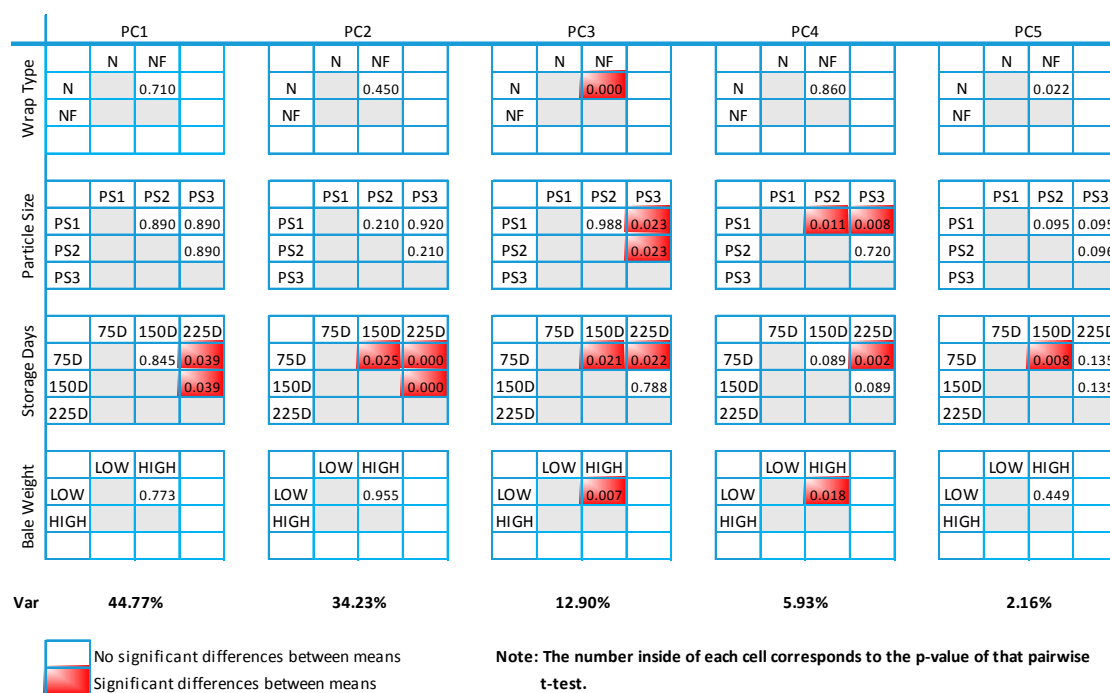 PC1 PC2 PC3 PC4 PC5
Wrap Type
N NF N NF N NF N NF N NF
N 0.710 N 0.450 N 0.000 N 0.860 N 0.022
NF NF NF NF NF
Particle Size
PS1 PS2 PS3 PS1 PS2 PS3 PS1 PS2 PS3 PS1 PS2 PS3 PS1 PS2 PS3
PS1 0.890 0.890 PS1 0.210 0.920 PS1 0.988 0.023 PS1 0.011 0.008 PS1 0.095 0.095
PS2 0.890 PS2 0.210 PS2 0.023 PS2 0.720 PS2 0.096
PS3 PS3 PS3 PS3 PS3
Storage Days
75D 150D 225D 75D 150D 225D 75D 150D 225D 75D 150D 225D 75D 150D 225D
75D 0.845 0.039 75D 0.025 0.000 75D 0.021 0.022 75D 0.089 0.002 75D 0.008 0.135
150D 0.039 150D 0.000 150D 0.788 150D 0.089 150D 0.135
225D 225D 225D 225D 225D
Bale Weight
LOW HIGH LOW HIGH LOW HIGH LOW HIGH LOW HIGH
LOW 0.773 LOW 0.955 LOW 0.007 LOW 0.018 LOW 0.449
HIGH HIGH HIGH HIGH HIGH
Var 44.77% 34.23% 12.90% 5.93% 2.16%
No significant differences between means
Significant differences between means
Note: The number inside of each cell corresponds to the p-value of that pairwise
t-test.